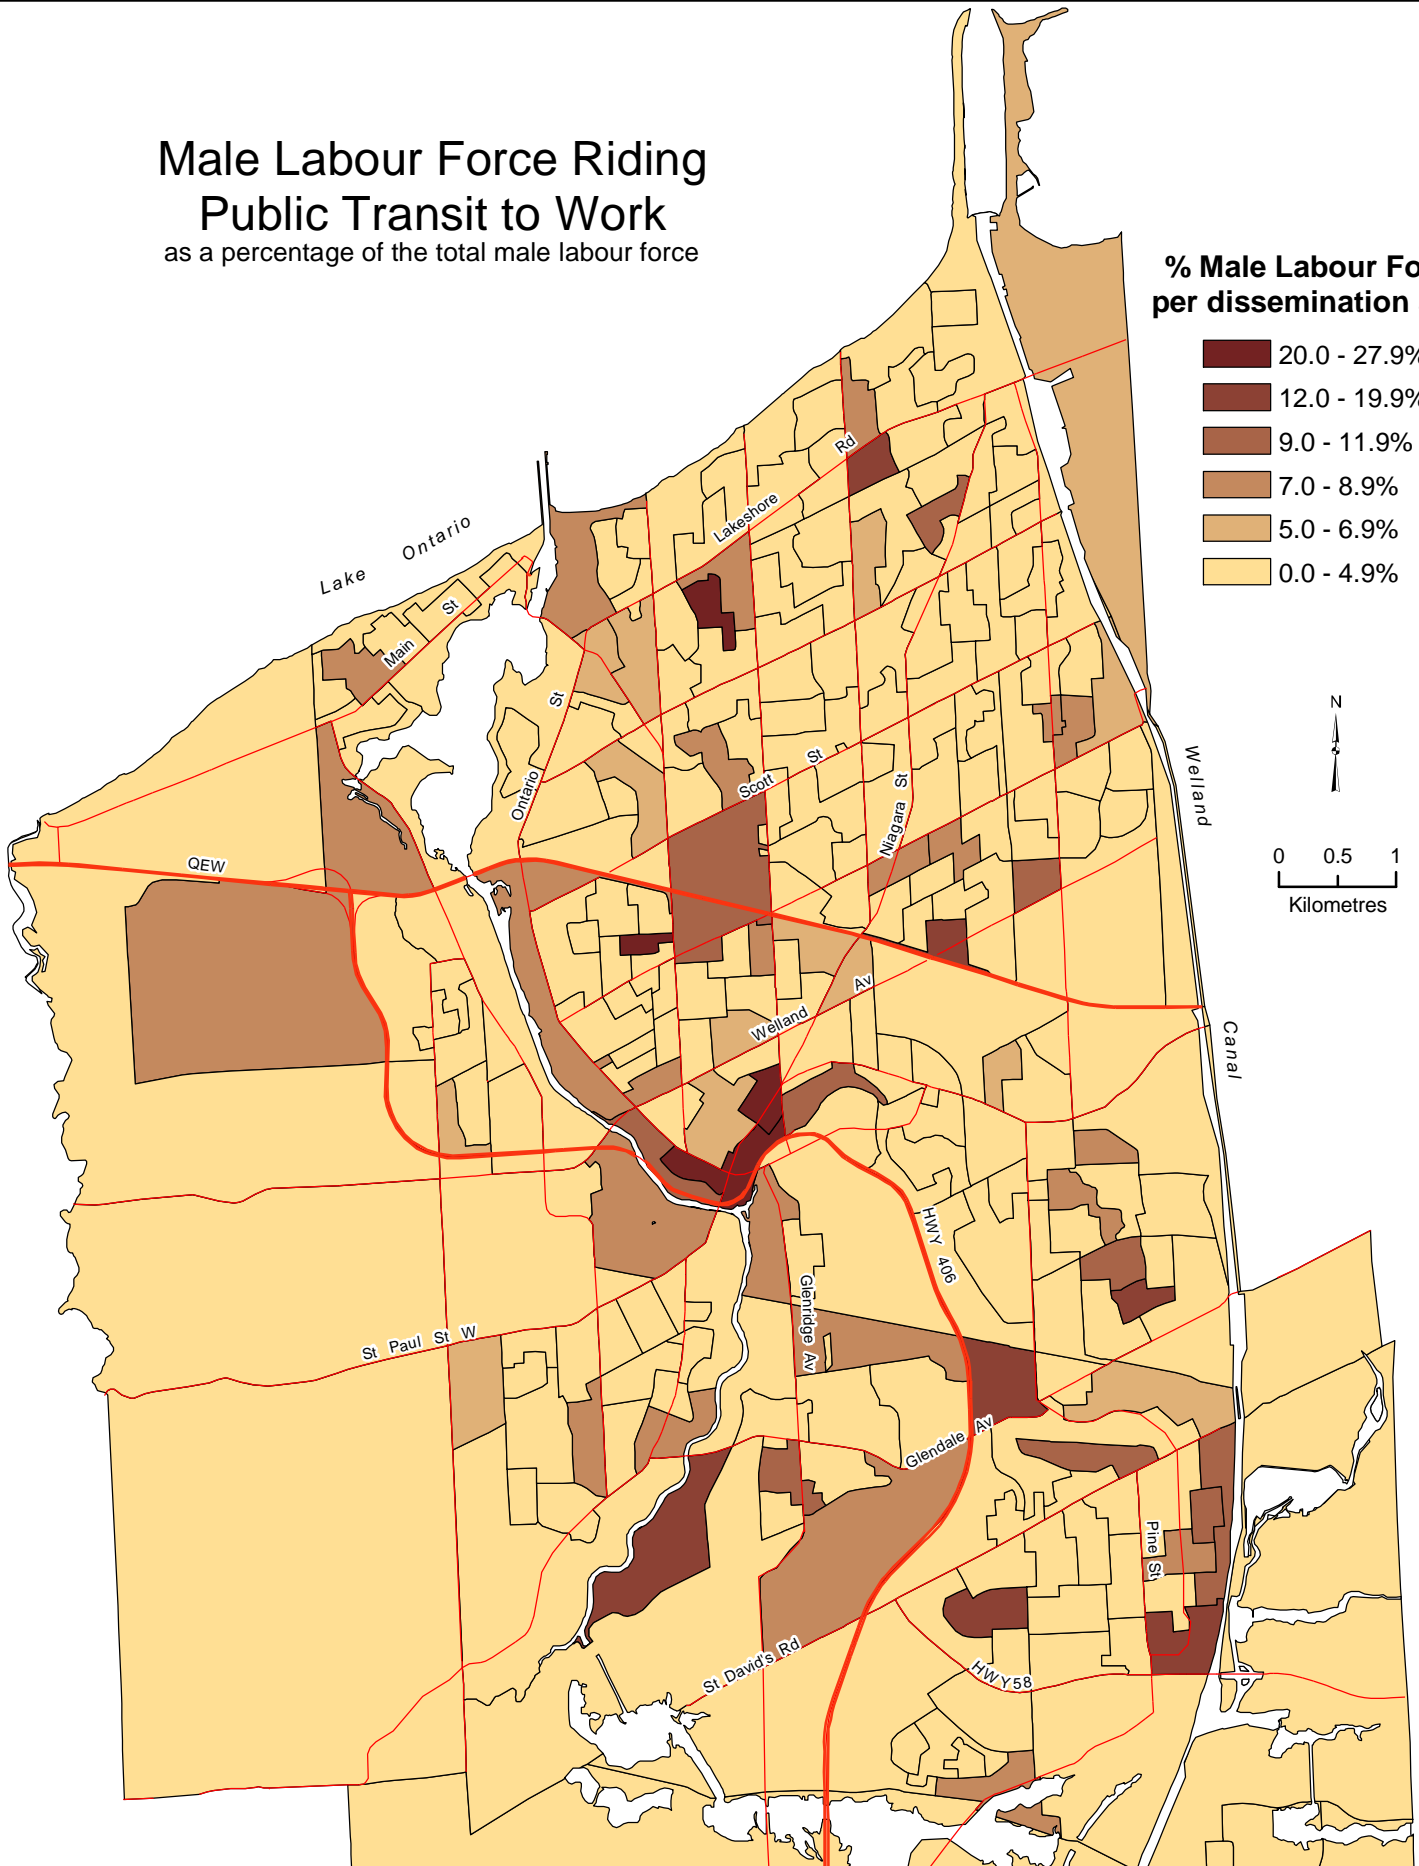 Male Labour Force Riding
Public Transit to Work
as a percentage of the total male labour force
% Male Labour Fo
per dissemination
20.0 - 27.9%
12.0 - 19.9%
9.0 - 11.9%
7.0 - 8.9%
5.0 - 6.9%
0.0 - 4.9%
Rd
Lakeshore
Lake Ontario
St
Main
St
Ontario
Scott St
Niagara St
N
Welland
0 0.5 1
Kilometres
QEW
Av
Welland
Canal
HWY 406
Glenridge Av
St Paul St W
Glendale Av
Pine St
St David's Rd
HWY58